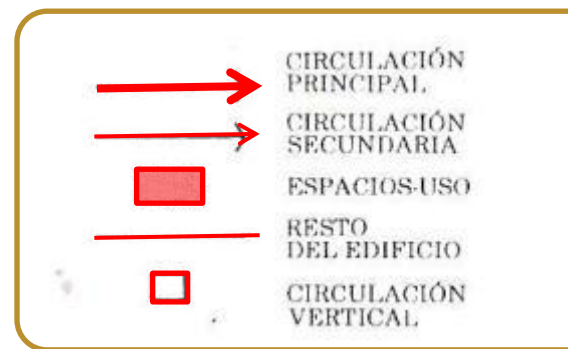 CIRCULACIÓN
PRINCIPAL
CIRCULACIÓN
SECUNDARIA
ESPACIOS-USO
RESTO
DEL EDIFICIO
CIRCULACIÓN
VERTICAL